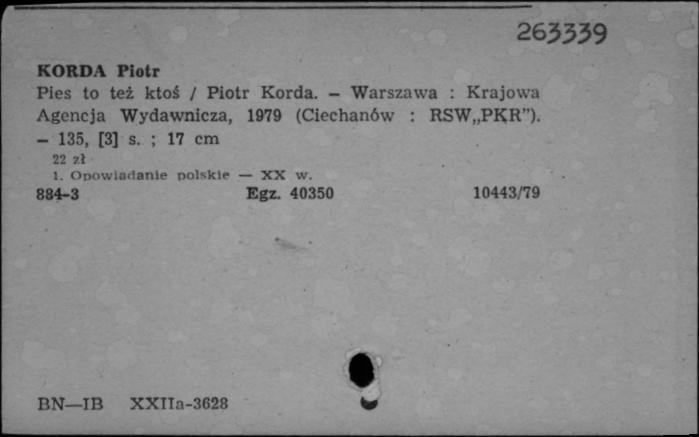 263339
KORDA Piotr
Pies to też ktoś / Piotr Korda. — Warszawa : Krajowa
Agencja Wydawnicza, 1979 (Ciechanów : RSW„PKR”).
— 135, [3] s. ; 17 cm
22 zł
1. Opowiadanie polskie — XX w.
884-3 Egz. 40350 10443/79
BN—IB XXIIa-3628